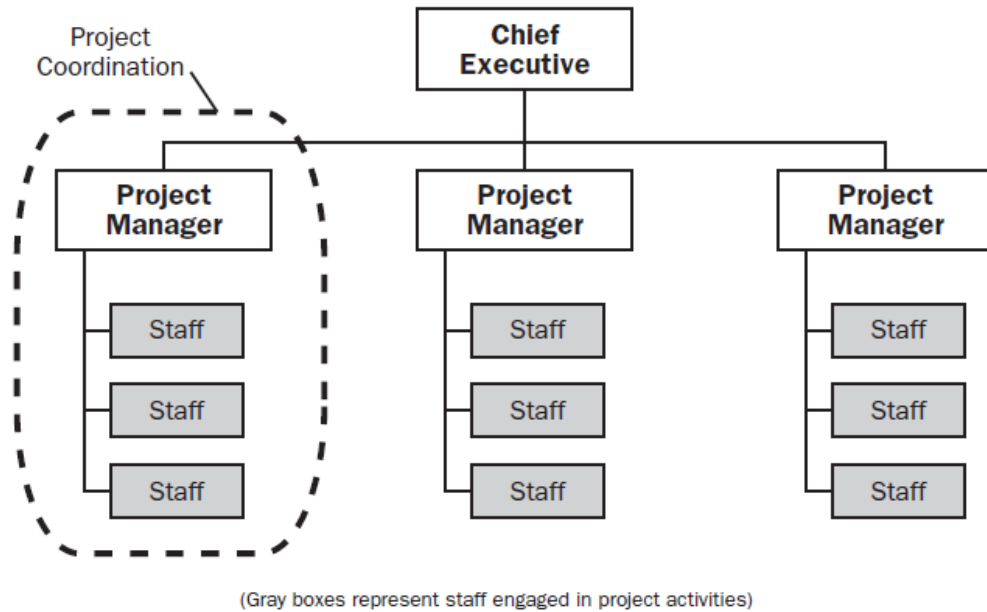 Project
Coordination
Chief
Executive
Project
Manager
Project
Manager
Project
Manager
Staff
Staff
Staff
Staff
Staff
Staff
Staff
Staff
Staff
(Gray boxes represent staff engaged in project activities)